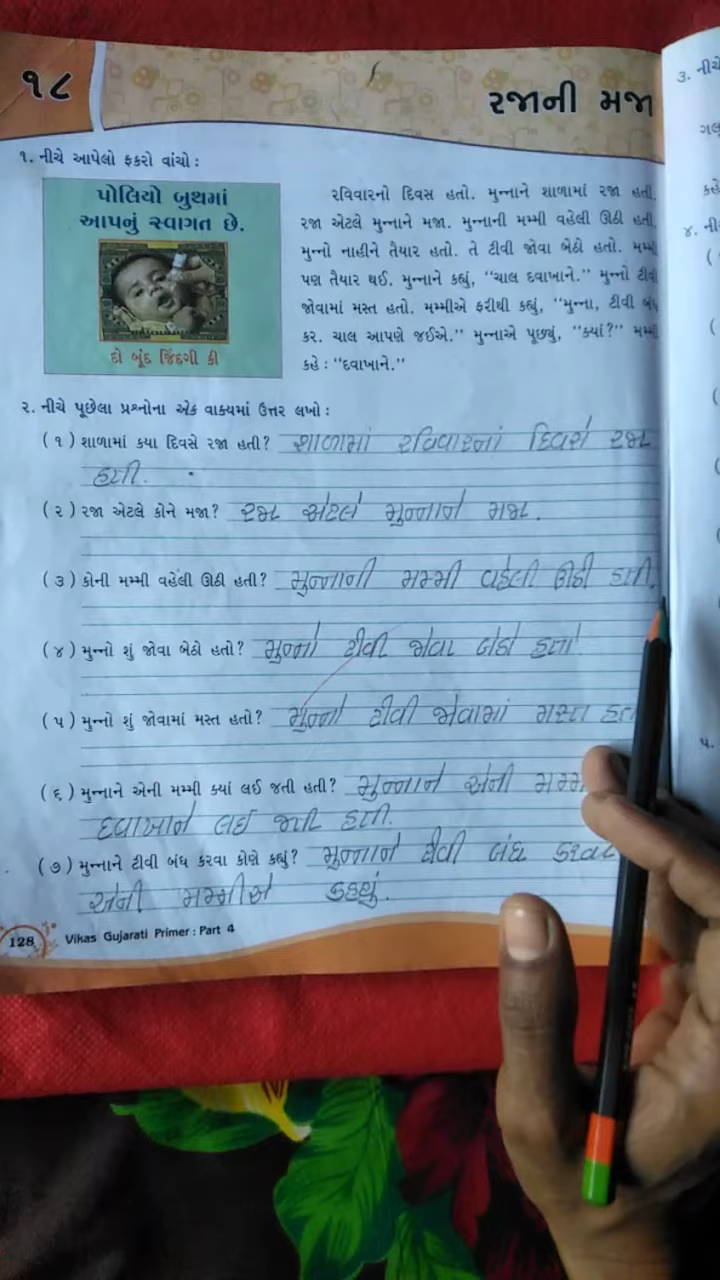 ૧૮
રજાની મજા
૧. નીચે આપેલો ફકરો વાંચો :
પોલિયો બુથમાં
આપનું સ્વાગત છે.
દો બૂંદ જિંદગી કી
રવિવારનો દિવસ હતો. મુન્નાને શાળામાં રજા હતી.
રજા એટલે મુન્નાને મજા. મુન્નાની મમ્મી વહેલી ઊઠી હતી.
મુન્નો નાહીને તૈયાર હતો. તે ટીવી જોવા બેઠો હતો. મમ્મી
પણ તૈયાર થઈ. મુન્નાને કહ્યું, “ચાલ દવાખાને.” મુન્નો ટીવી
જોવામાં મસ્ત હતો. મમ્મીએ ફરીથી કહ્યું, “મુન્ના, ટીવી બંધ
કર. ચાલ આપણે જઈએ.” મુન્નાએ પૂછ્યું, “ક્યાં?” મમ્મી
કહે : “દવાખાને.”
૨. નીચે પૂછેલા પ્રશ્નોના એક વાક્યમાં ઉત્તર લખો :
(૧) શાળામાં કયા દિવસે રજા હતી? શાળામાં રવિવારનાં દિવસે રજા
હતી.
(૨) રજા એટલે કોને મજા? રજા એટલે મુન્નાને મજા.
(૩) કોની મમ્મી વહેલી ઊઠી હતી? મુન્નાની મમ્મી વહેલી ઊઠી હતી.
(૪) મુન્નો શું જોવા બેઠો હતો? મુન્નો ટીવી જોવા બેઠો હતો
(૫) મુન્નો શું જોવામાં મસ્ત હતો? મુન્નો ટીવી જોવામાં મસ્ત
(૬) મુન્નાને એની મમ્મી ક્યાં લઈ જતી હતી? મુન્નાને એની
દવાખાને લઈ જતી હતી.
(૭) મુન્નાને ટીવી બંધ કરવા કોણે કહ્યું? મુન્નાને ટીવી બંધ કરવા
એની મમ્મીએ કહ્યું.
128 Vikas Gujarati Primer : Part 4
૩. નીચે
૪. ની
૫.